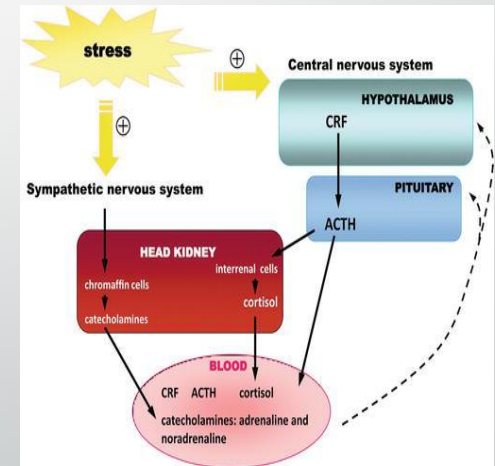 stress
Central nervous system
HYPOTHALAMUS
CRF
Sympathetic nervous system
PITUITARY
ACTH
HEAD KIDNEY
interrenal cells
chromaffin cells
cortisol
catecholamines
BLOOD
CRF ACTH cortisol
catecholamines: adrenaline and
noradrenaline